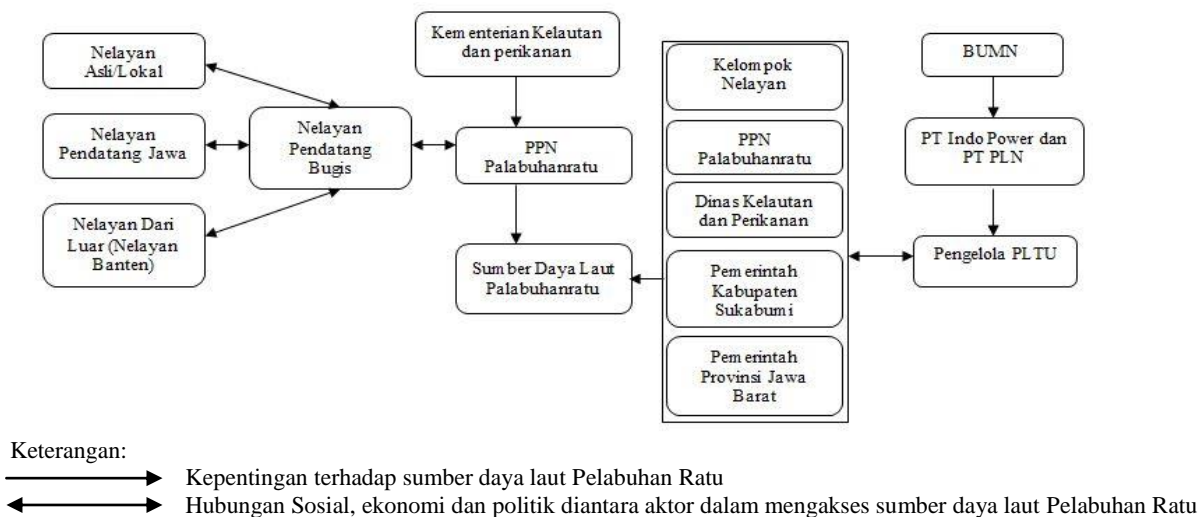 Nelayan
Asli/Lokal
Nelayan
Pendatang Jawa
Nelayan Dari
Luar (Nelayan
Banten)
Nelayan
Pendatang
Bugis
Kementerian Kelautan
dan perikanan
PPN
Palabuhanratu
Sumber Daya Laut
Palabuhanratu
Kelompok
Nelayan
PPN
Palabuhanratu
Dinas Kelautan
dan Perikanan
Pemerintah
Kabupaten
Sukabumi
Pemerintah
Provinsi Jawa
Barat
BUMN
PT Indo Power dan
PT PLN
Pengelola PLTU
Keterangan:
Kepentingan terhadap sumber daya laut Pelabuhan Ratu
Hubungan Sosial, ekonomi dan politik diantara aktor dalam mengakses sumber daya laut Pelabuhan Ratu